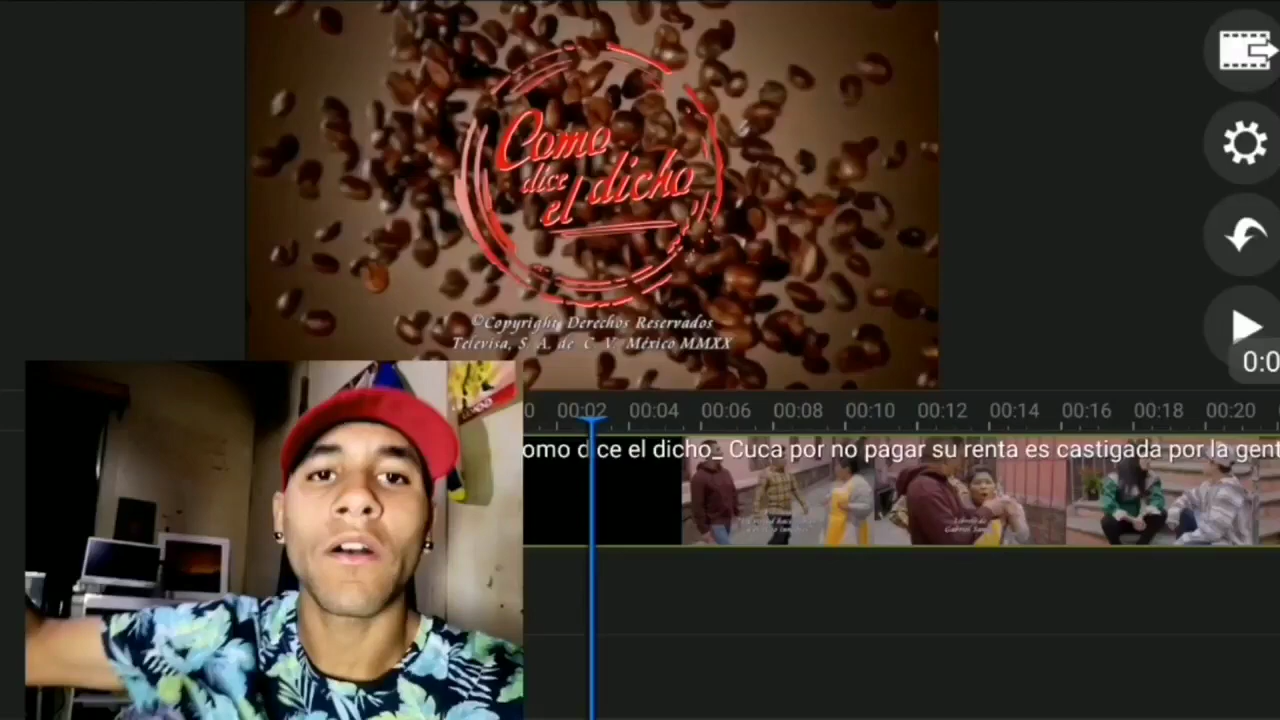 Como
dice
el dicho
©Copyright, Derechos Reservados
Televisa, S. A. de C. V. México MMXX
0:0
0 00:02 00:04 00:06 00:08 00:10 00:12 00:14 00:16 00:18 00:20
omo dice el dicho_ Cuca por no pagar su renta es castigada por la gent